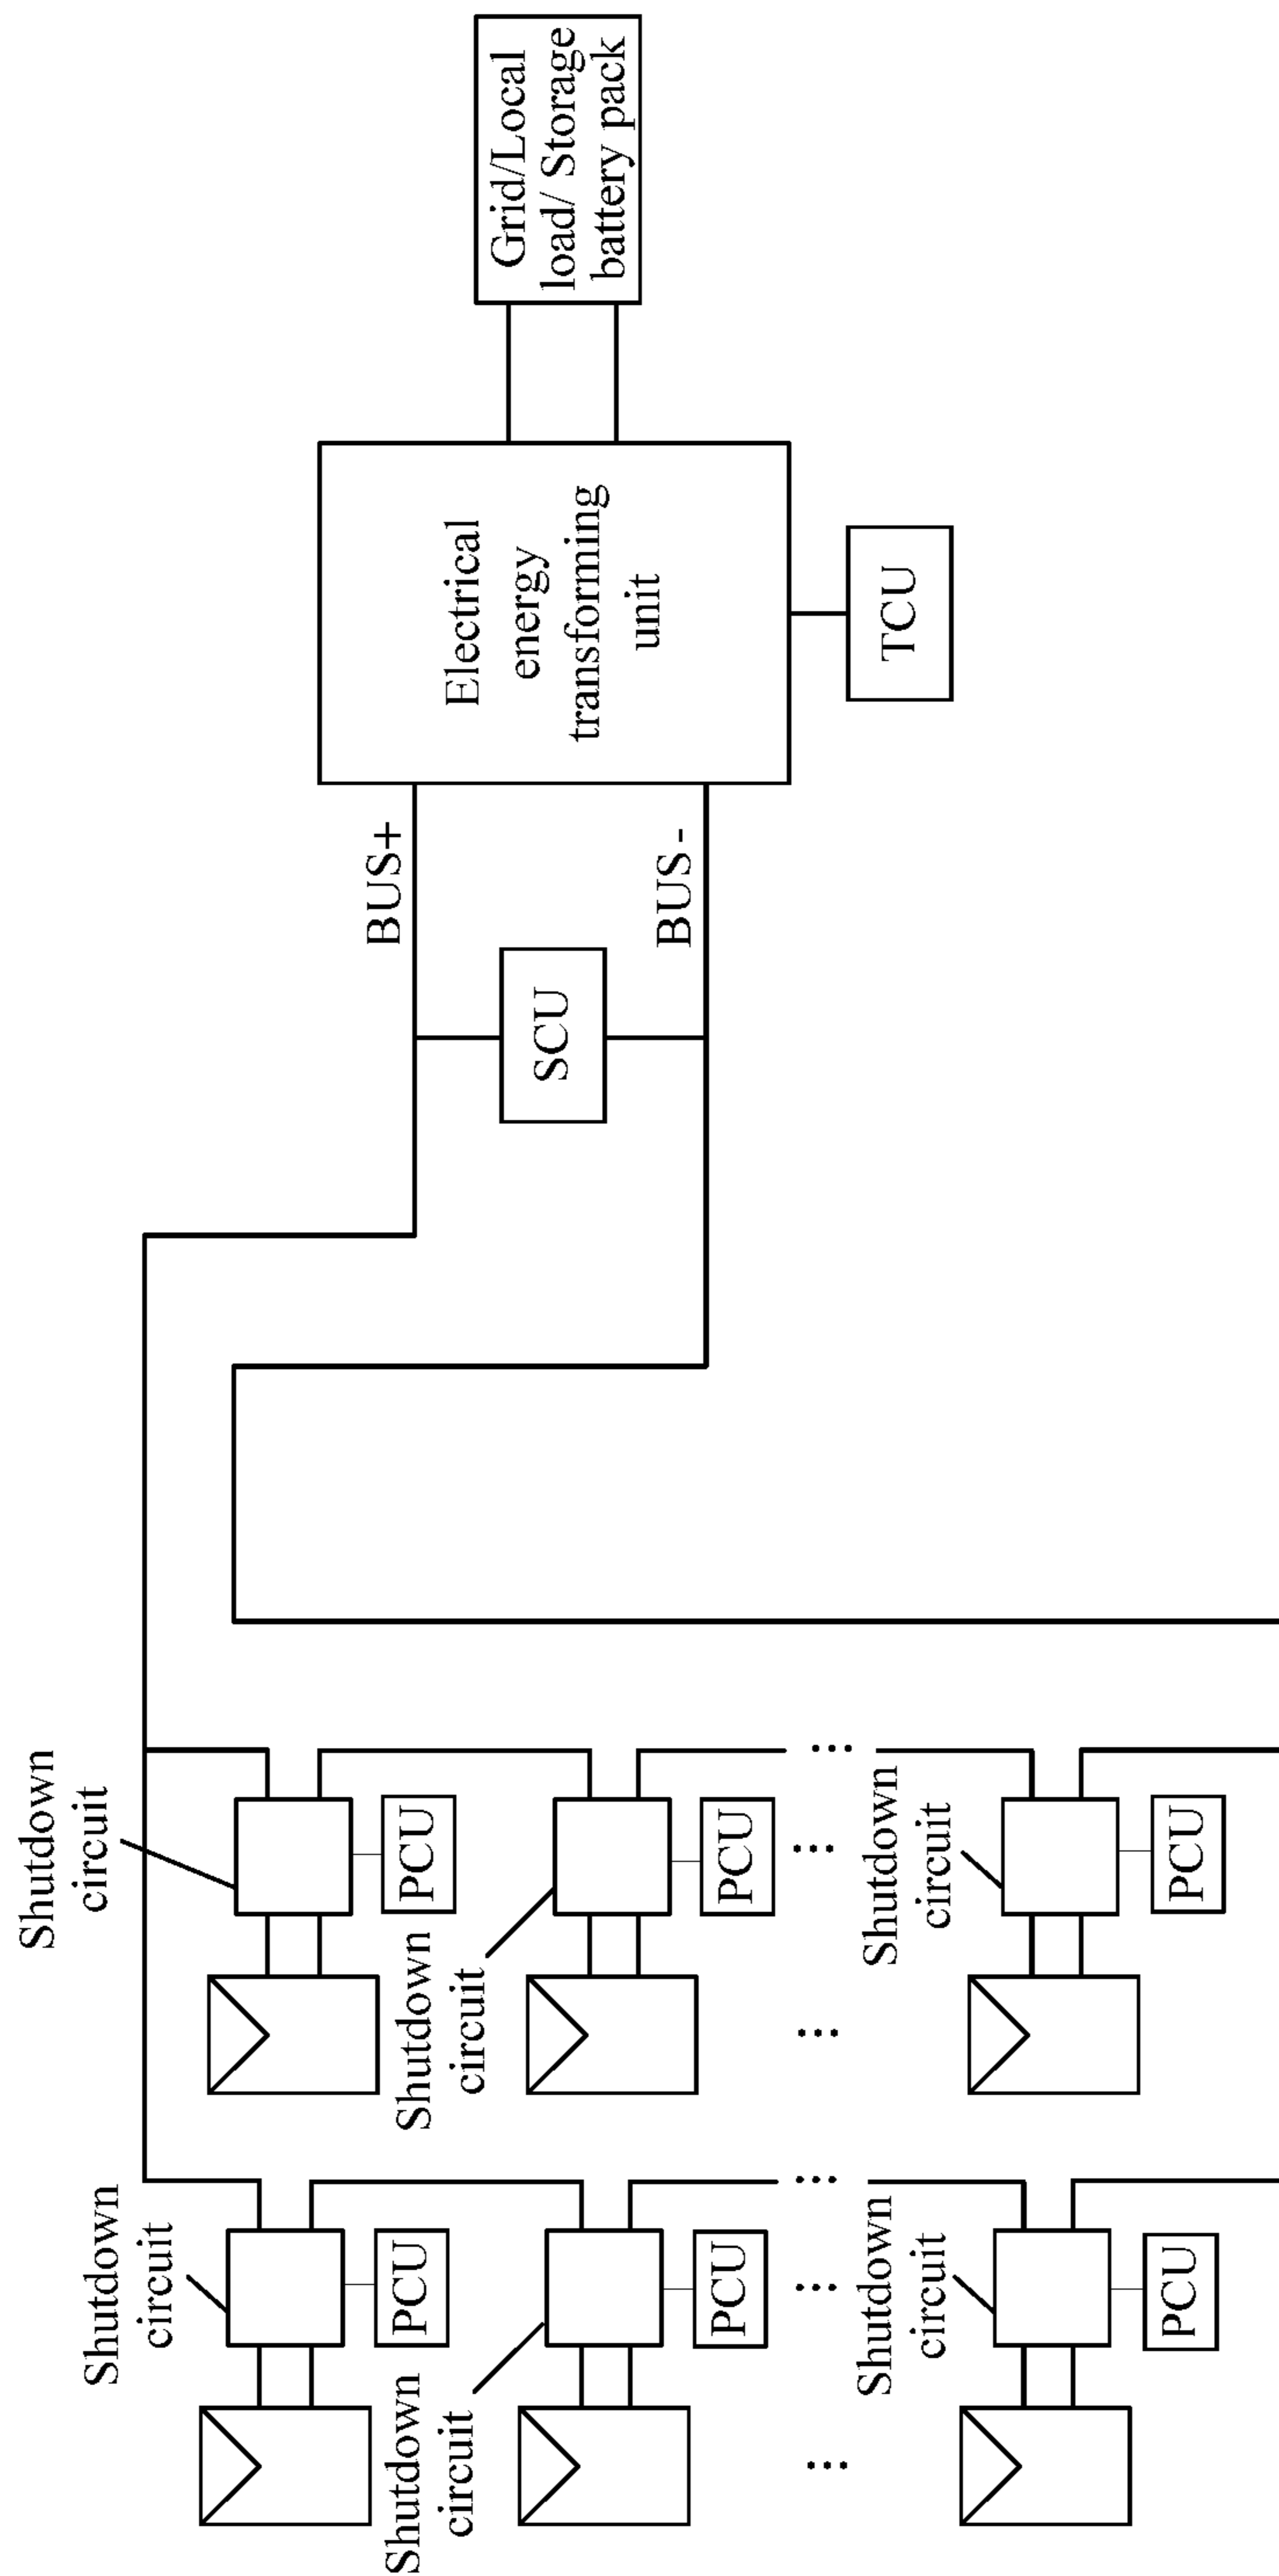 Shutdown
circuit
PCU
Shutdown
circuit
PCU
Shutdown
circuit
PCU
Shutdown
circuit
PCU
Shutdown
circuit
PCU
Shutdown
circuit
PCU
BUS+
SCU
BUS-
Electrical
energy
transforming
unit
TCU
Grid/Local
load/ Storage
battery pack